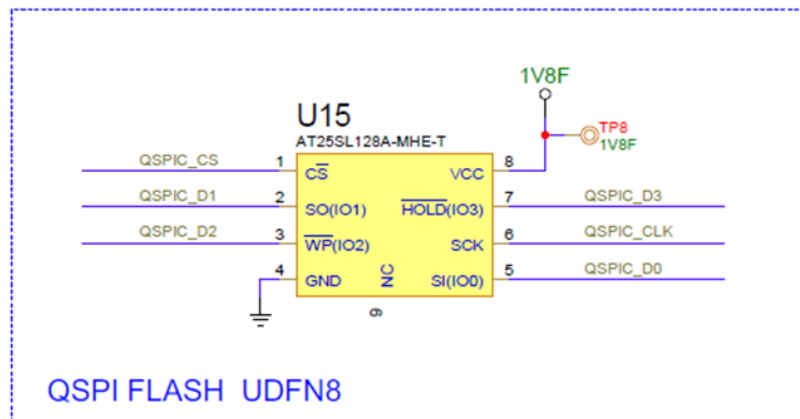 1V8F
U15
AT25SL128A-MHE-T
TP8
1V8F
QSPIC_CS 1 CS VCC 8
QSPIC_D1 2 SO(IO1) HOLD(IO3) 7 QSPIC_D3
QSPIC_D2 3 WP(IO2) SCK 6 QSPIC_CLK
4 GND NC SI(IO0) 5 QSPIC_D0
9
QSPI FLASH UDFN8